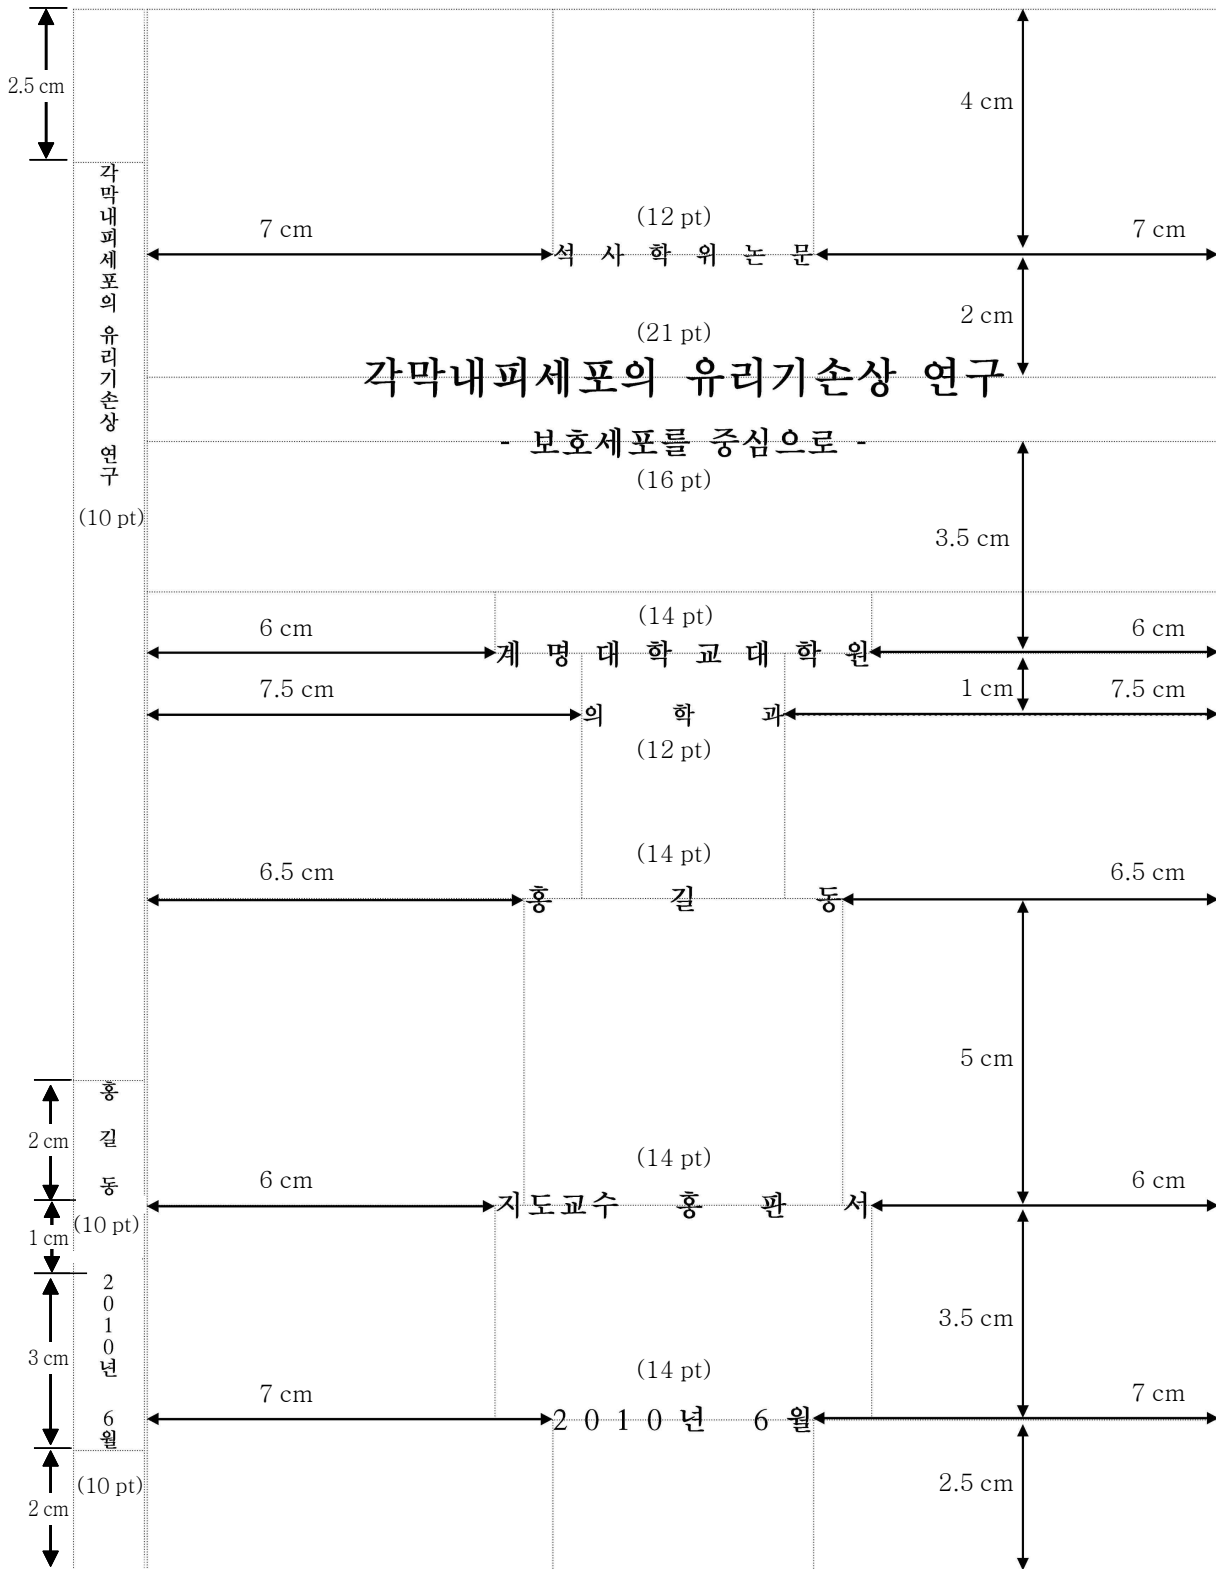 2.5 cm
4 cm
각막내피세포의 유리기손상 연구
(10 pt)
7 cm
(12 pt)
7 cm
석 사 학 위 논 문
2 cm
(21 pt)
각막내피세포의 유리기손상 연구
- 보호세포를 중심으로 -
(16 pt)
3.5 cm
6 cm
(14 pt)
6 cm
계 명 대 학 교 대 학 원
7.5 cm
1 cm
7.5 cm
의 학 과
(12 pt)
6.5 cm
(14 pt)
6.5 cm
홍 길 동
5 cm
홍 길 동
2 cm
(10 pt)
1 cm
6 cm
(14 pt)
6 cm
지도교수 홍 판 서
2010년 6월
3 cm
3.5 cm
7 cm
(14 pt)
7 cm
2 0 1 0 년 6 월
(10 pt)
2 cm
2.5 cm